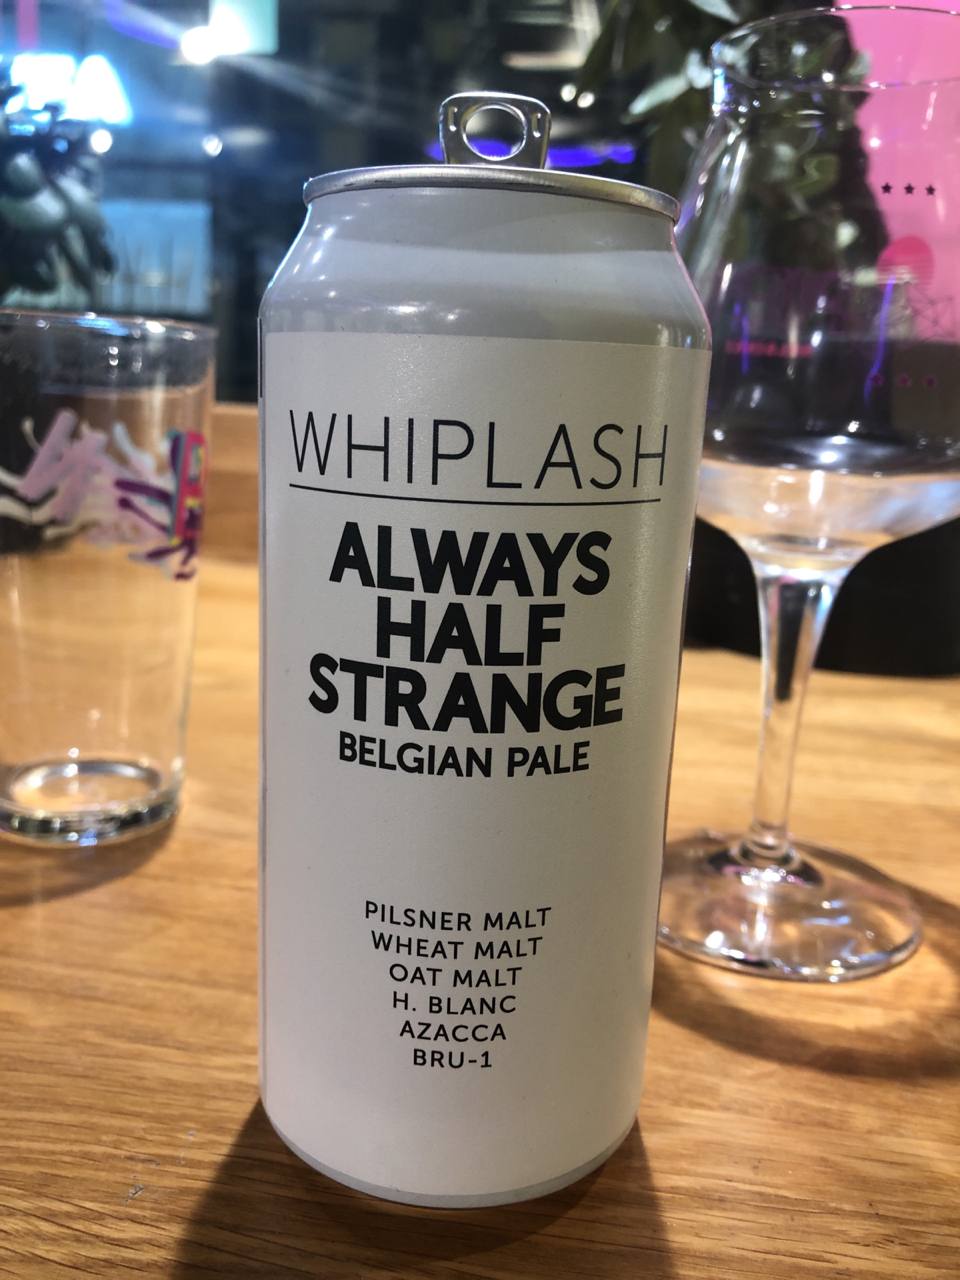 WHIPLASH
ALWAYS
HALF
STRANGE
BELGIAN PALE
PILSNER MALT
WHEAT MALT
OAT MALT
H. BLANC
AZACCA
BRU-1